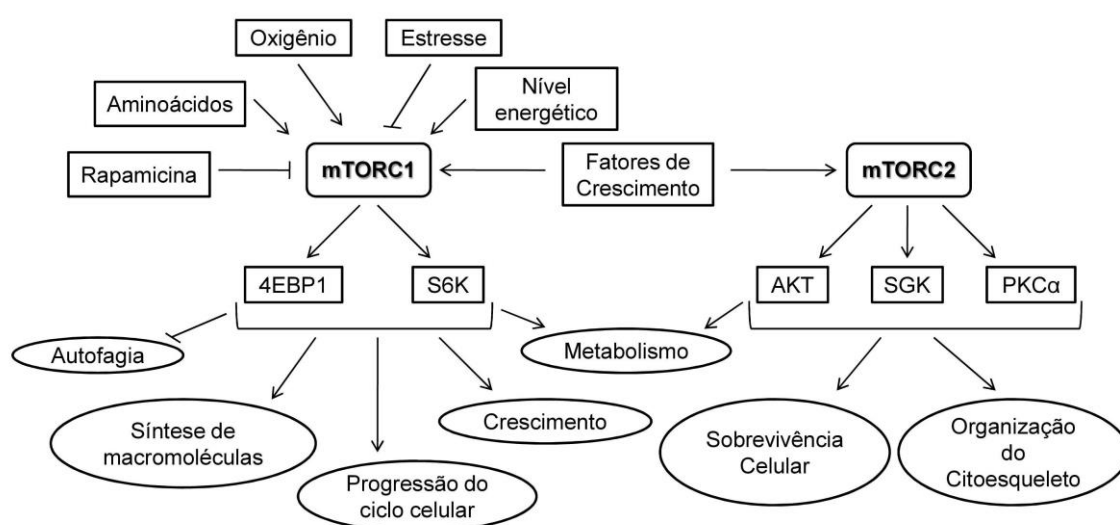 Oxigênio
Estresse
Aminoácidos
Nível
energético
Rapamicina
mTORC1
Fatores de
Crescimento
mTORC2
4EBP1
S6K
AKT
SGK
PKCα
Autofagia
Metabolismo
Síntese de
macromoléculas
Crescimento
Progressão do
ciclo celular
Sobrevivência
Celular
Organização
do
Citoesqueleto